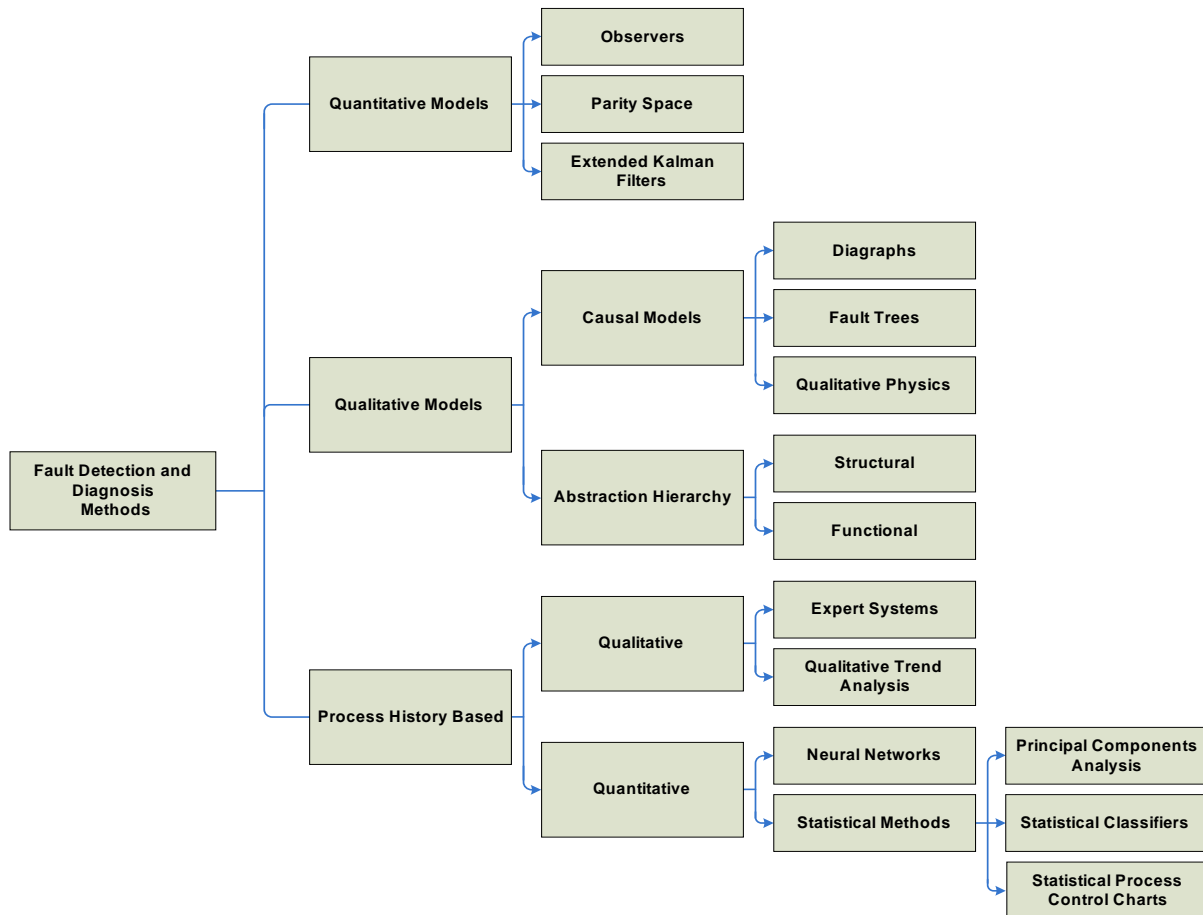 Fault Detection and
Diagnosis
Methods
Quantitative Models
Observers
Parity Space
Extended Kalman
Filters
Qualitative Models
Causal Models
Diagraphs
Fault Trees
Qualitative Physics
Abstraction Hierarchy
Structural
Functional
Process History Based
Qualitative
Expert Systems
Qualitative Trend
Analysis
Quantitative
Neural Networks
Statistical Methods
Principal Components
Analysis
Statistical Classifiers
Statistical Process
Control Charts